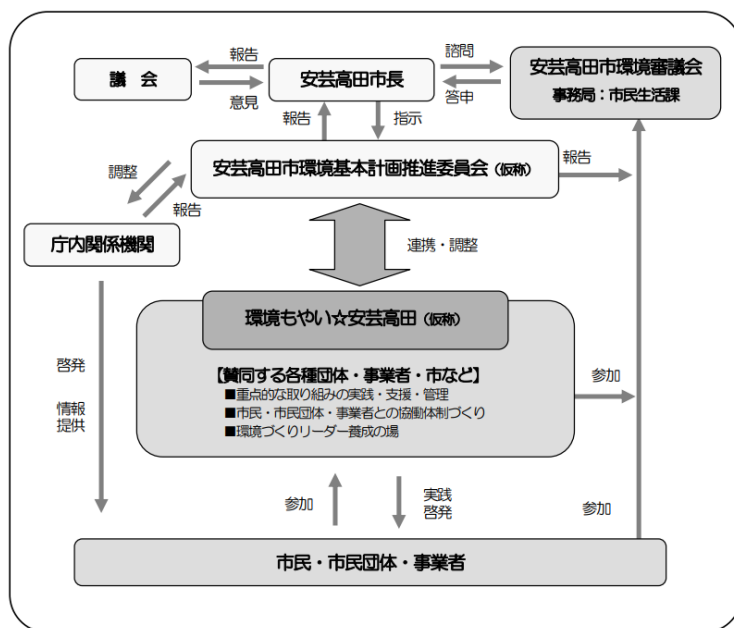 報告
諮問
議 会
安芸高田市長
安芸高田市環境審議会
事務局：市民生活課
意見
答申
報告
指示
安芸高田市環境基本計画推進委員会（仮称）
報告
調整
報告
庁内関係機関
連携・調整
環境もやい☆安芸高田（仮称）
啓発
情報
提供
【賛同する各種団体・事業者・市など】
■重点的な取り組みの実践・支援・管理
■市民・市民団体・事業者との協働体制づくり
■環境づくりリーダー養成の場
参加
参加
実践
啓発
参加
市民・市民団体・事業者